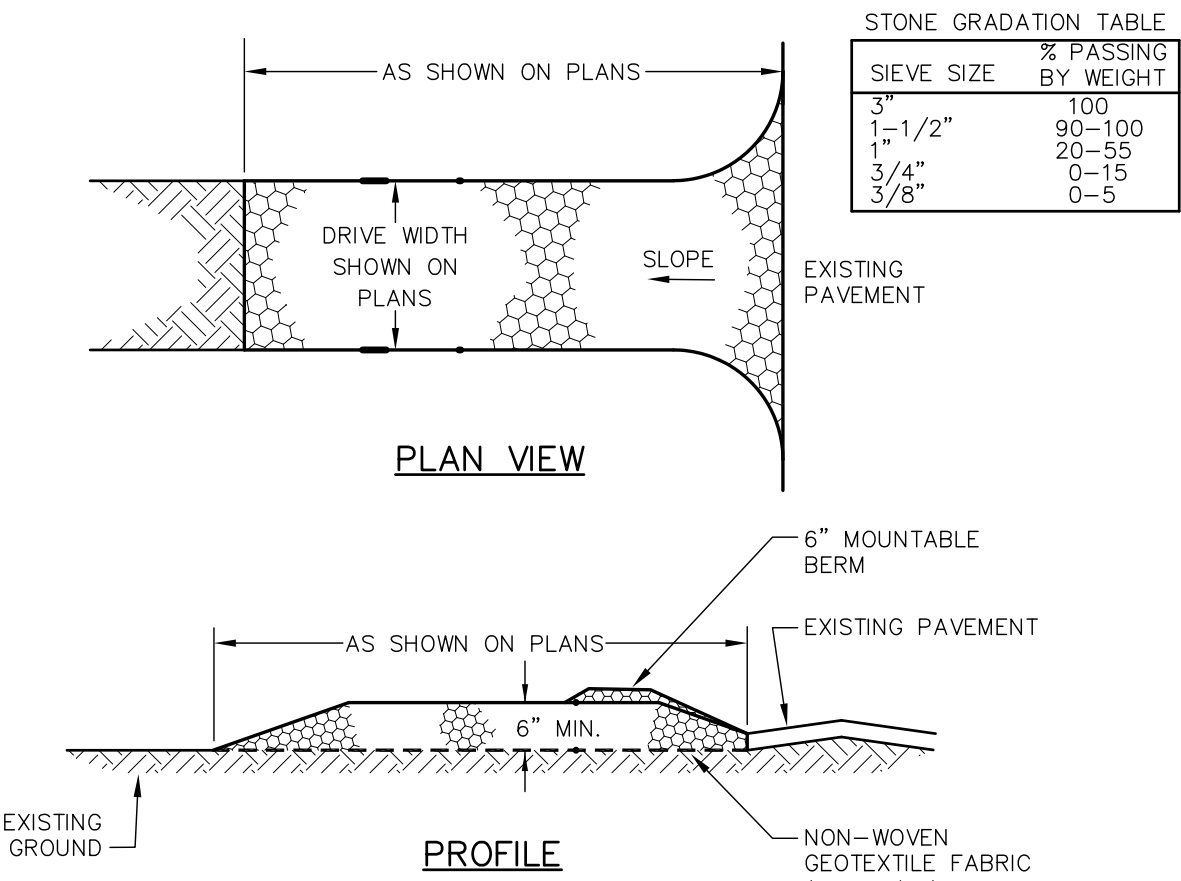 STONE GRADATION TABLE
SIEVE SIZE
% PASSING
BY WEIGHT
3" 100
1-1/2" 90-100
1" 20-55
3/4" 0-15
3/8" 0-5
AS SHOWN ON PLANS
DRIVE WIDTH
SHOWN ON
PLANS
SLOPE
EXISTING
PAVEMENT
PLAN VIEW
6" MOUNTABLE
BERM
EXISTING PAVEMENT
AS SHOWN ON PLANS
6" MIN.
EXISTING
GROUND
PROFILE
NON-WOVEN
GEOTEXTILE FABRIC